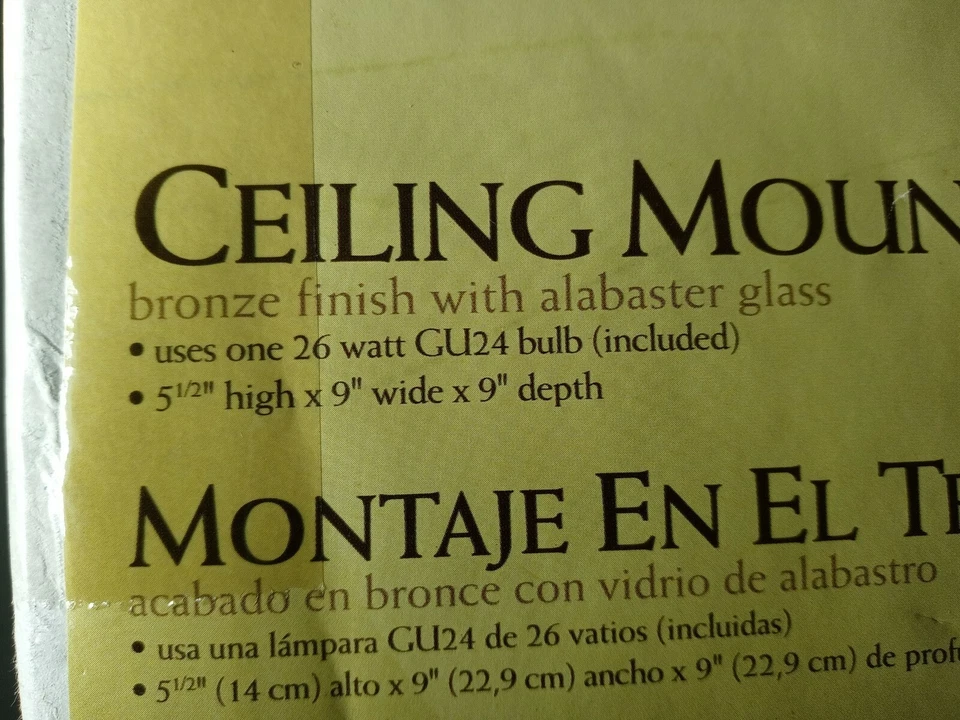 CEILING MOUN
bronze finish with alabaster glass
• uses one 26 watt GU24 bulb (included)
• 5 1/2" high x 9" wide x 9" depth
MONTAJE EN EL TE
acabado en bronce con vidrio de alabastro
• usa una lámpara GU24 de 26 vatios (incluidas)
• 5 1/2" (14 cm) alto x 9" (22,9 cm) ancho x 9" (22,9 cm) de prof